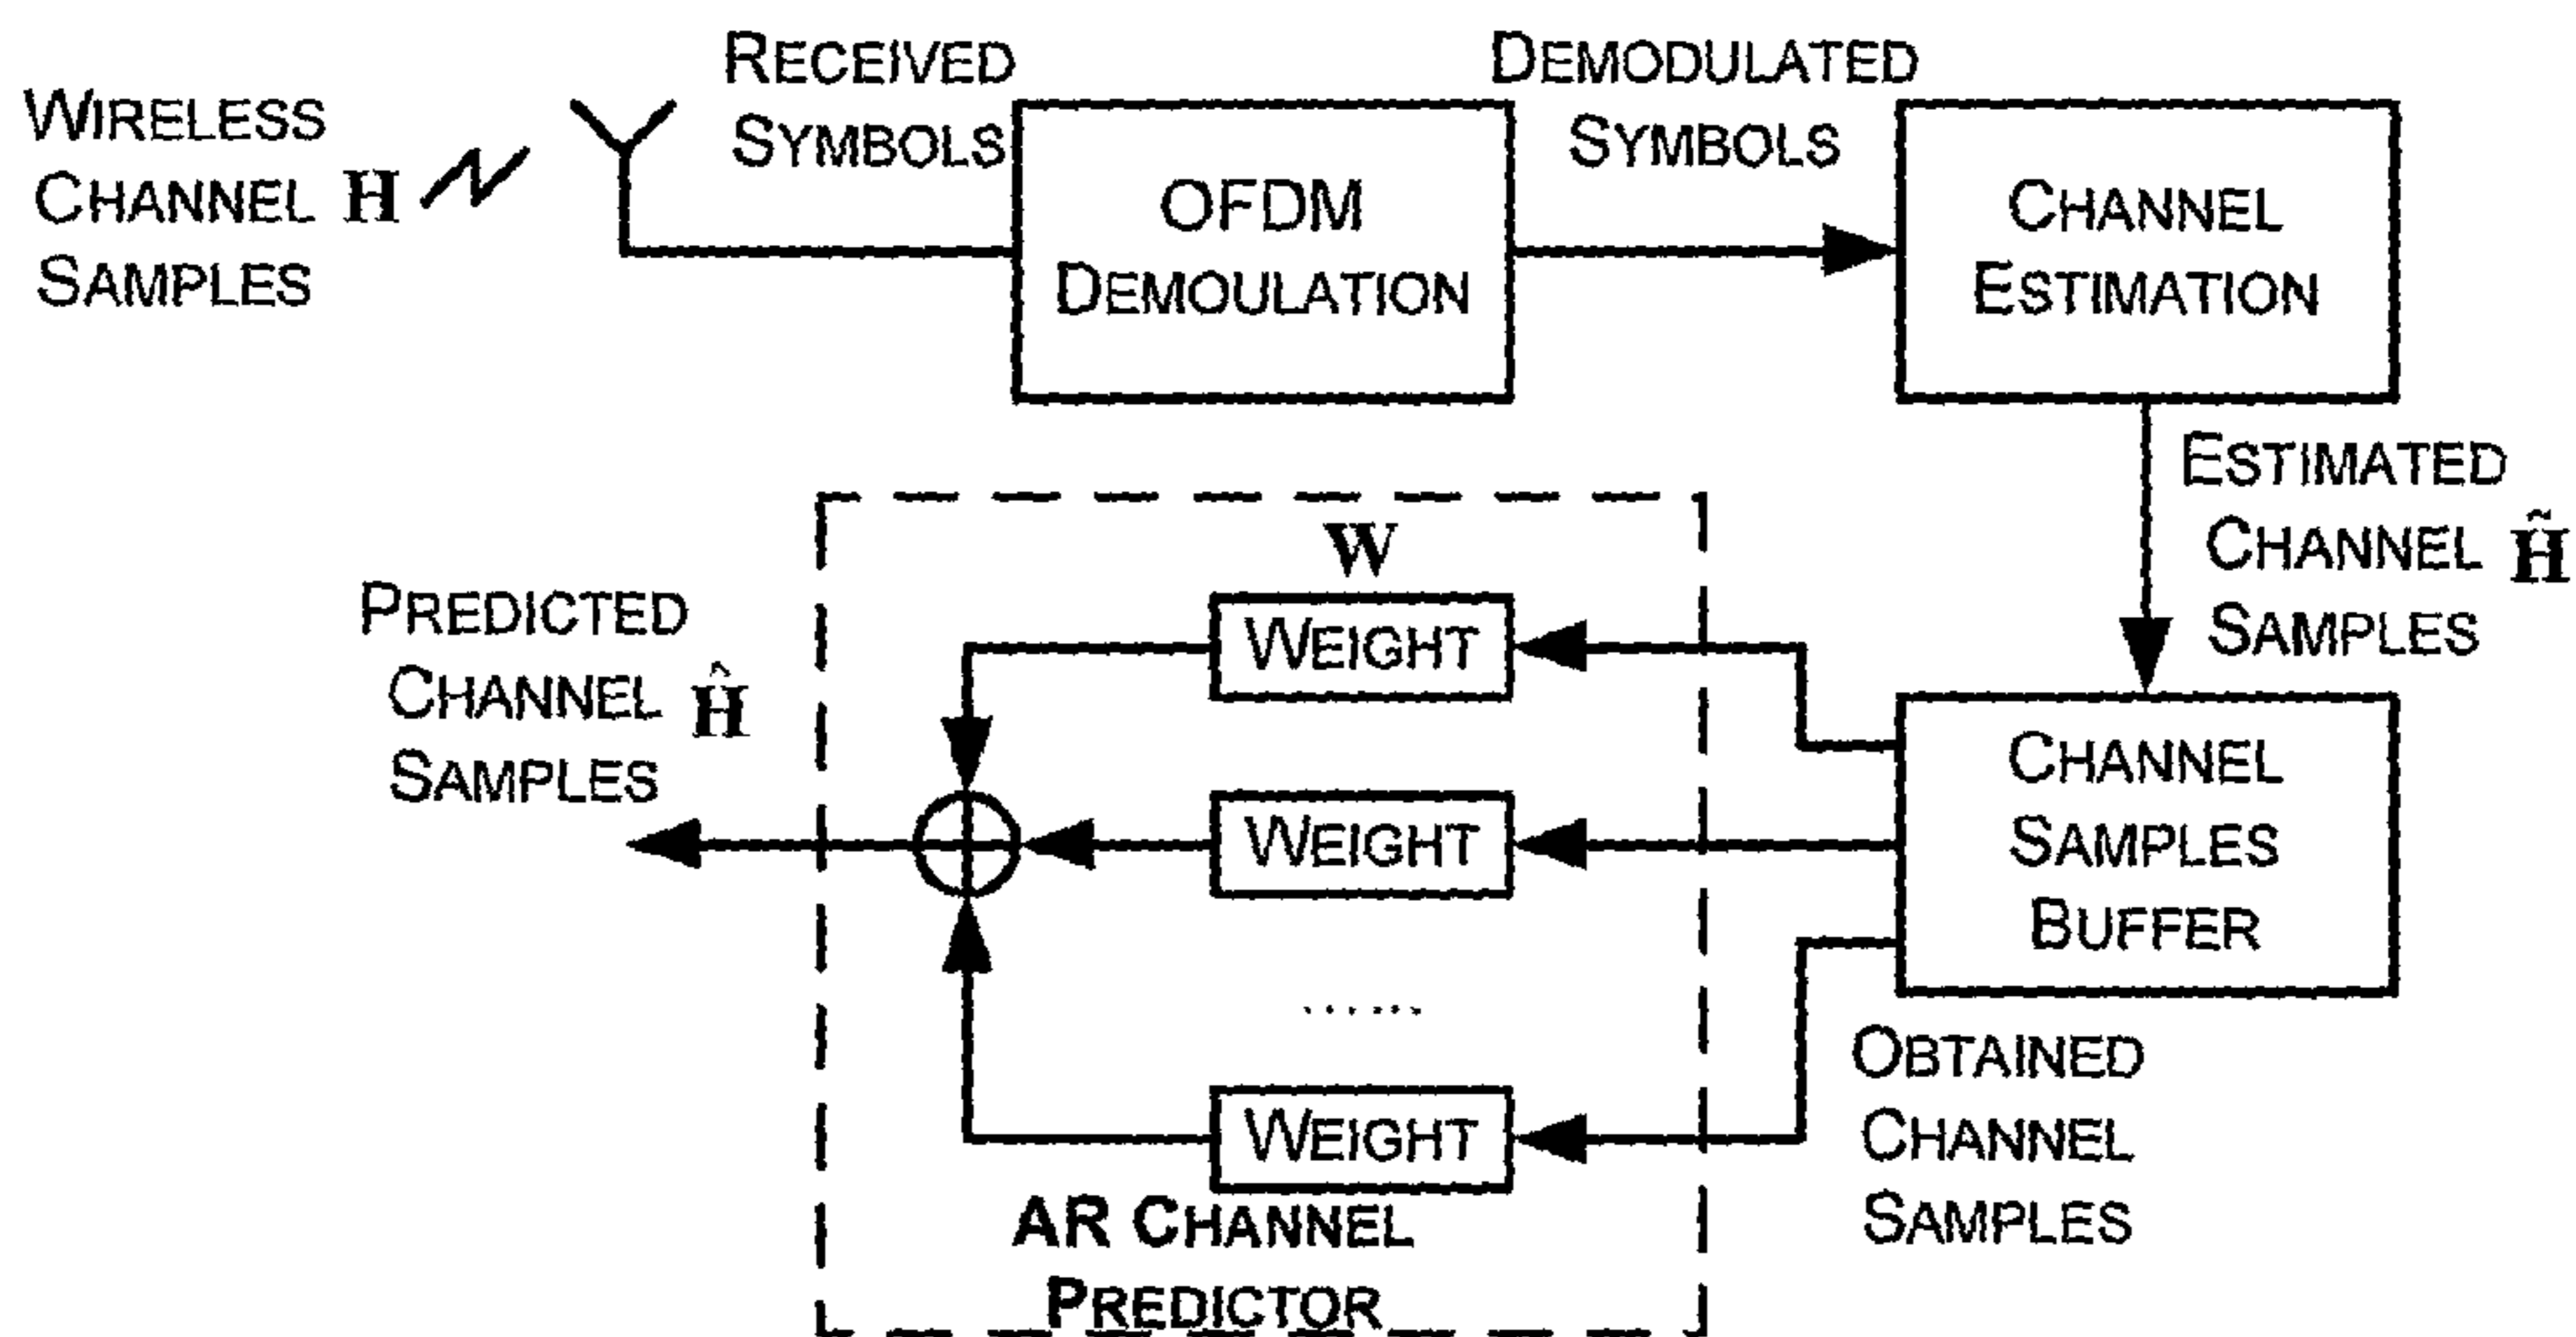 WIRELESS
CHANNEL H
SAMPLES
RECEIVED
SYMBOLS
OFDM
DEMOULATION
DEMODULATED
SYMBOLS
CHANNEL
ESTIMATION
ESTIMATED
CHANNEL H̃
SAMPLES
CHANNEL
SAMPLES
BUFFER
OBTAINED
CHANNEL
SAMPLES
W
WEIGHT
WEIGHT
......
WEIGHT
AR CHANNEL
PREDICTOR
PREDICTED
CHANNEL Ĥ
SAMPLES